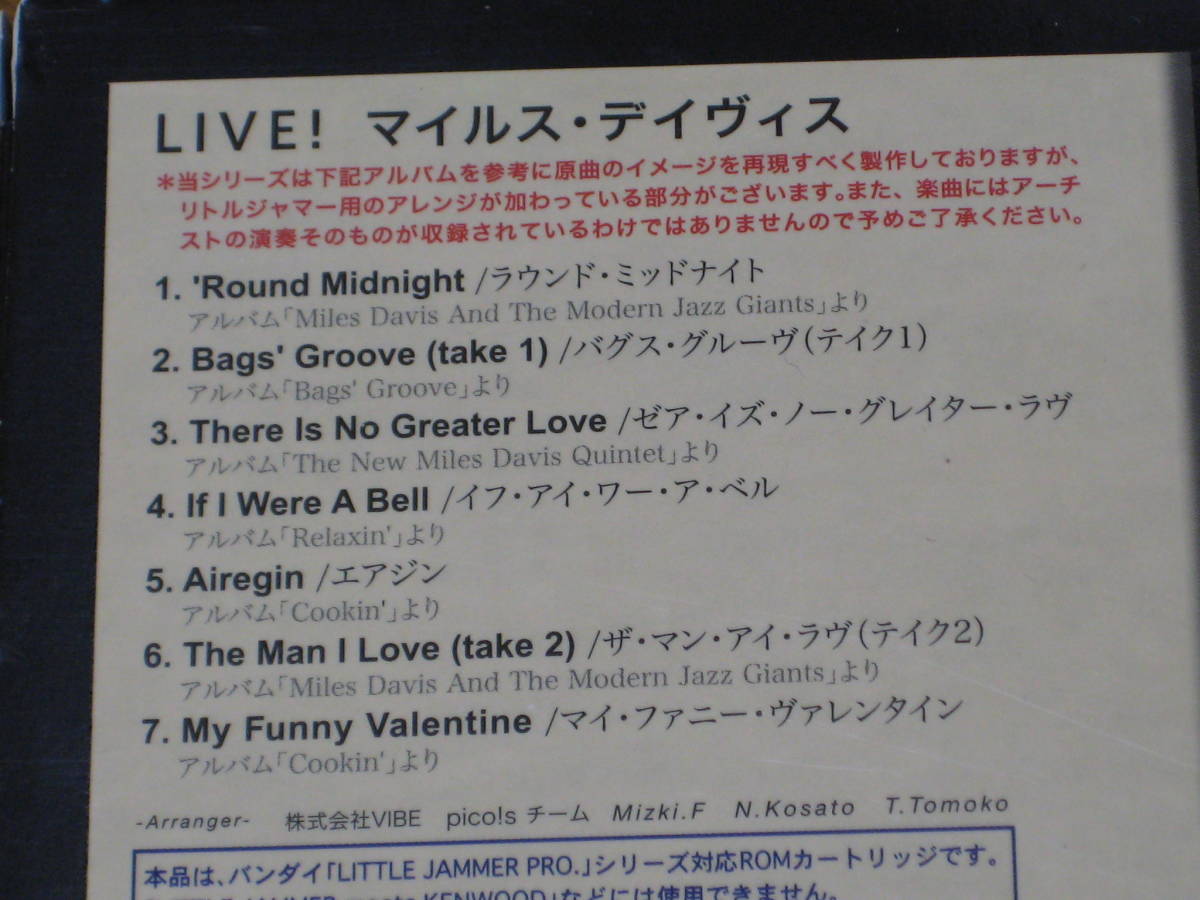 LIVE! マイルス・デイヴィス
＊当シリーズは下記アルバムを参考に原曲のイメージを再現すべく製作しておりますが、
リトルジャマー用のアレンジが加わっている部分がございます。また、楽曲にはアーチ
ストの演奏そのものが収録されているわけではありませんので予めご了承ください。
1. 'Round Midnight /ラウンド・ミッドナイト
アルバム「Miles Davis And The Modern Jazz Giants」より
2. Bags' Groove (take 1) /バグス・グルーヴ(テイク1)
アルバム「Bags' Groove」より
3. There Is No Greater Love /ゼア・イズ・ノー・グレイター・ラヴ
アルバム「The New Miles Davis Quintet」より
4. If I Were A Bell /イフ・アイ・ワー・ア・ベル
アルバム「Relaxin'」より
5. Airegin /エアジン
アルバム「Cookin'」より
6. The Man I Love (take 2) /ザ・マン・アイ・ラヴ(テイク2)
アルバム「Miles Davis And The Modern Jazz Giants」より
7. My Funny Valentine /マイ・ファニー・ヴァレンタイン
アルバム「Cookin'」より
-Arranger- 株式会社VIBE pico!s チーム Mizki.F N.Kosato T.Tomoko
本品は、バンダイ「LITTLE JAMMER PRO.」シリーズ対応ROMカートリッジです。
JAMMER meets KENWOOD」などには使用できません。